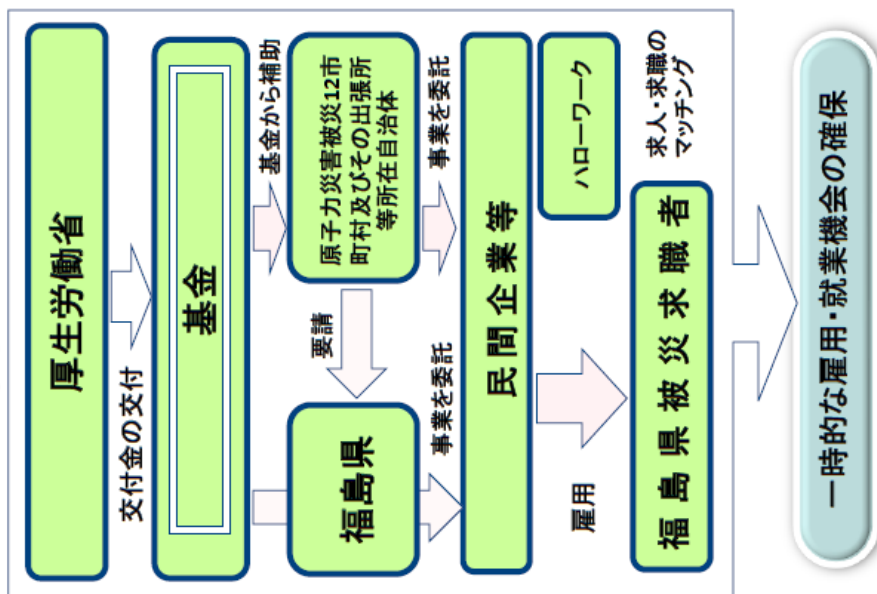 厚生労働省
交付金の交付
基金
基金から補助
原子力災害被災12市
町村及びその出張所
等所在自治体
要請
福島県
事業を委託
事業を委託
民間企業等
ハローワーク
雇用
求人・求職の
マッチング
福島県被災求職者
一時的な雇用・就業機会の確保